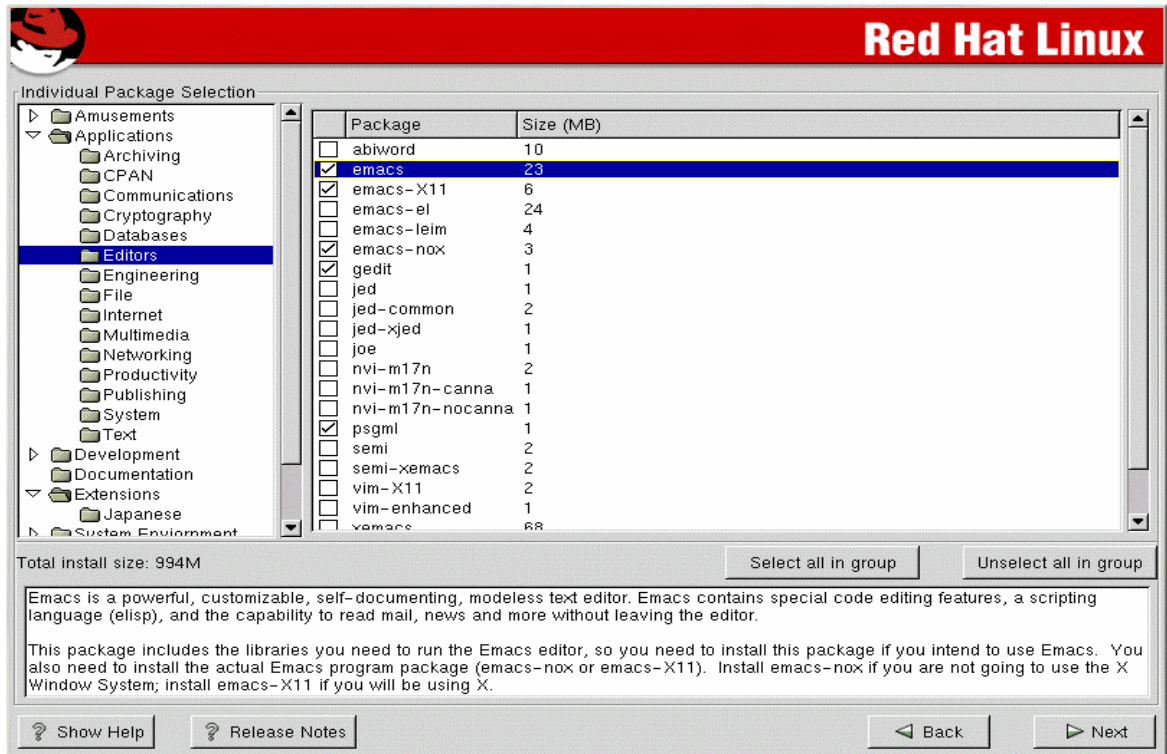 Red Hat Linux
Individual Package Selection
Amusements
Applications
Archiving
CPAN
Communications
Cryptography
Databases
Editors
Engineering
File
Internet
Multimedia
Networking
Productivity
Publishing
System
Text
Development
Documentation
Extensions
Japanese
System Enviornment
Package Size (MB)
abiword 10
emacs 23
emacs-X11 6
emacs-el 24
emacs-leim 4
emacs-nox 3
gedit 1
jed 1
jed-common 2
jed-xjed 1
joe 1
nvi-m17n 2
nvi-m17n-canna 1
nvi-m17n-nocanna 1
psgml 1
semi 2
semi-xemacs 2
vim-X11 2
vim-enhanced 1
xemacs 68
Total install size: 994M
Select all in group
Unselect all in group
Emacs is a powerful, customizable, self-documenting, modeless text editor. Emacs contains special code editing features, a scripting
language (elisp), and the capability to read mail, news and more without leaving the editor.
This package includes the libraries you need to run the Emacs editor, so you need to install this package if you intend to use Emacs. You
also need to install the actual Emacs program package (emacs-nox or emacs-X11). Install emacs-nox if you are not going to use the X
Window System; install emacs-X11 if you will be using X.
Show Help
Release Notes
Back
Next